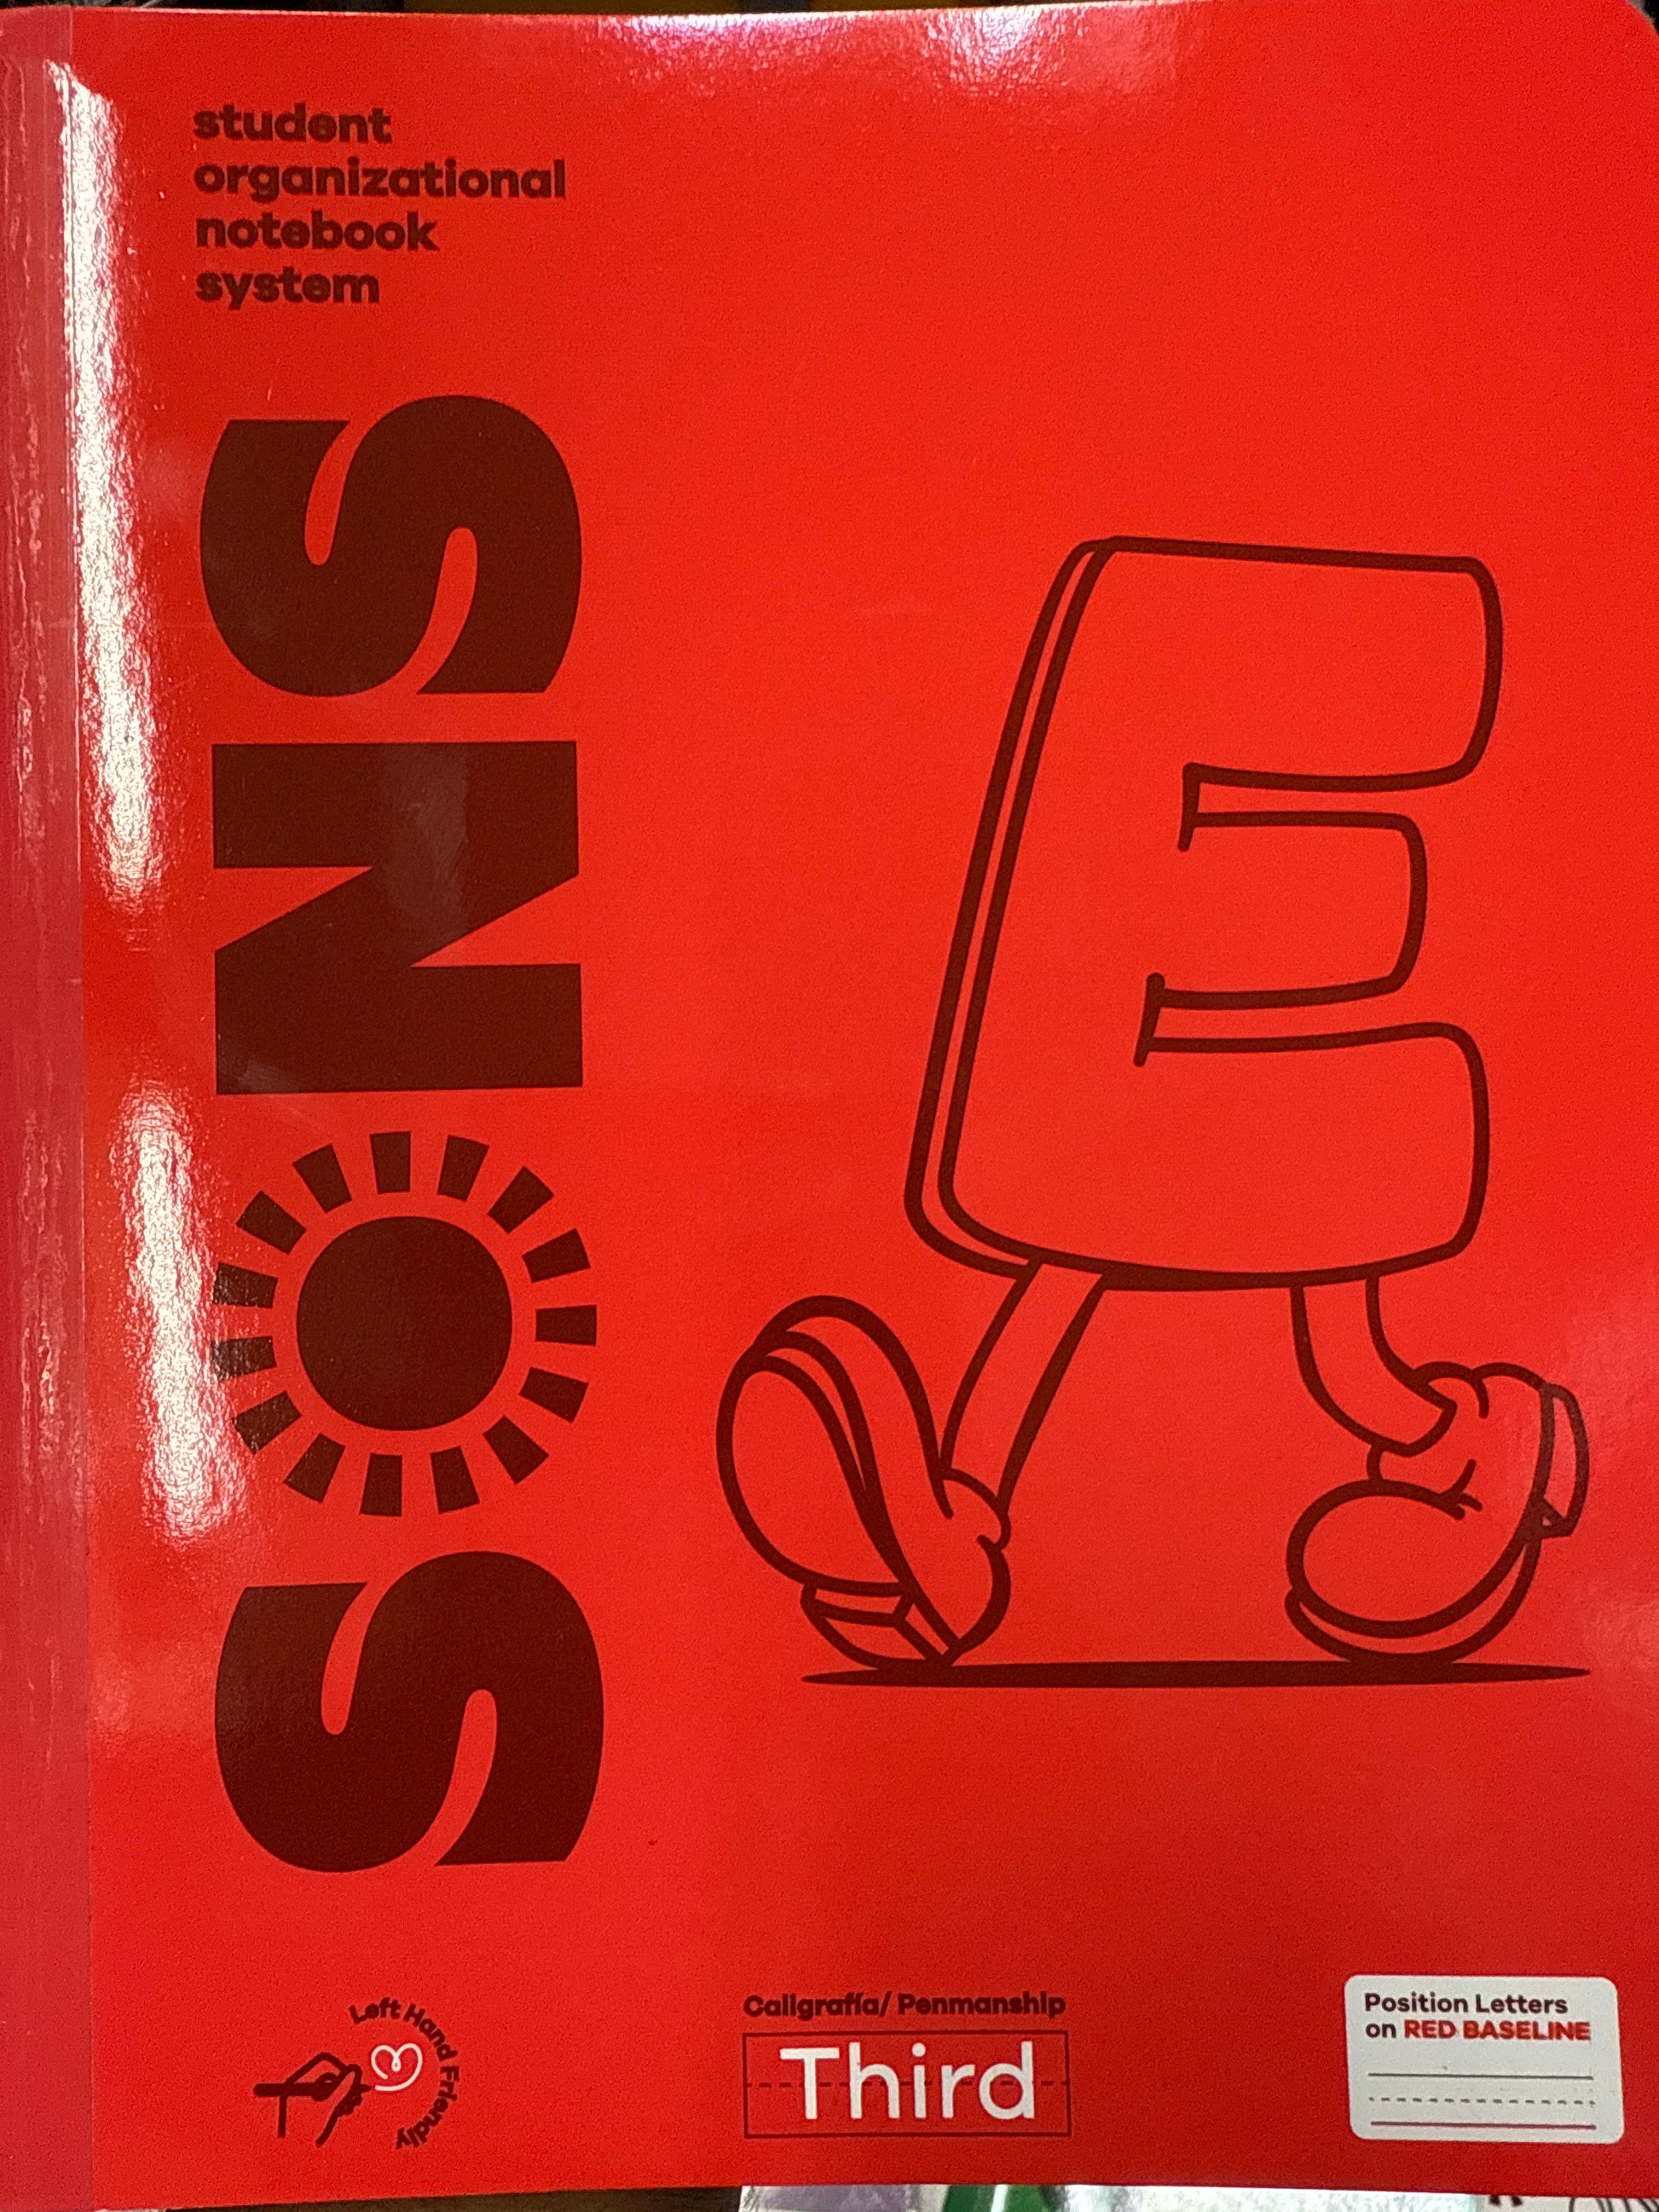 student
organizational
notebook
system
SONS
E
Left Hand Friendly
Caligrafía/ Penmanship
Third
Position Letters
on RED BASELINE